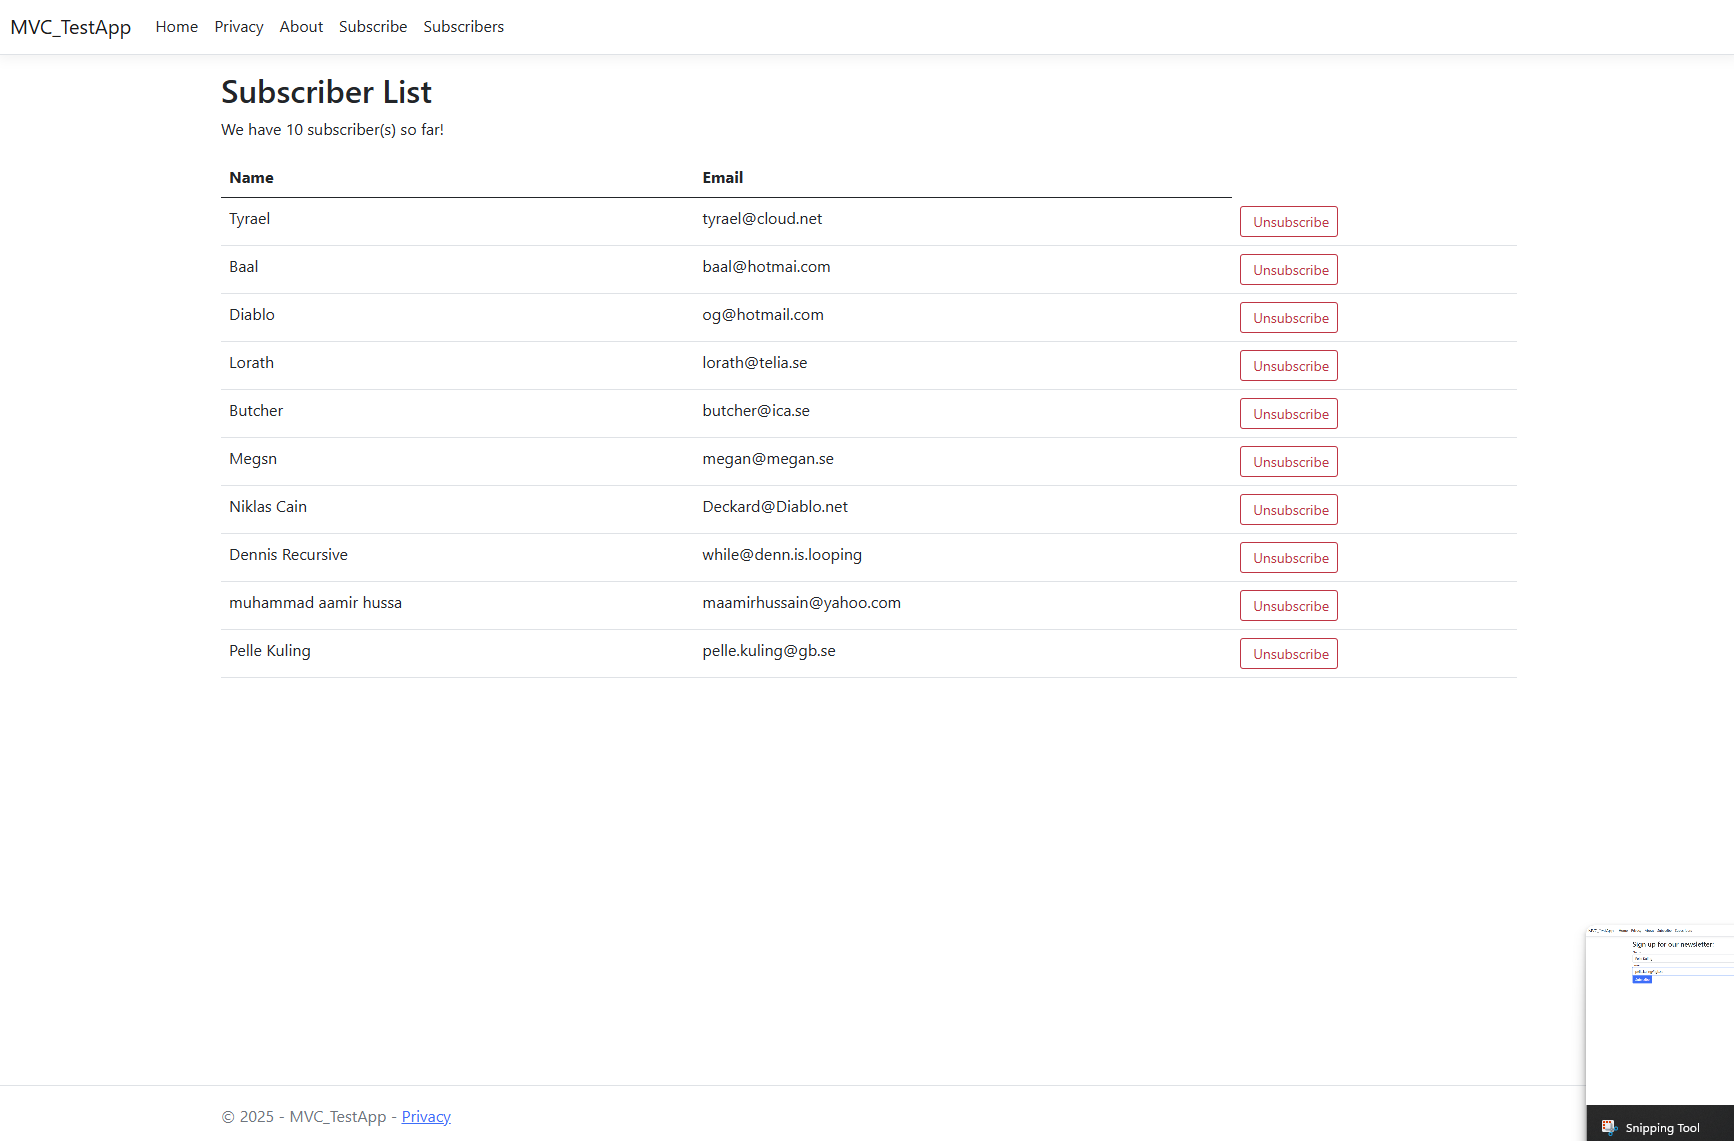 MVC_TestApp Home Privacy About Subscribe Subscribers
Subscriber List
We have 10 subscriber(s) so far!
Name Email
Tyrael tyrael@cloud.net Unsubscribe
Baal baal@hotmai.com Unsubscribe
Diablo og@hotmail.com Unsubscribe
Lorath lorath@telia.se Unsubscribe
Butcher butcher@ica.se Unsubscribe
Megsn megan@megan.se Unsubscribe
Niklas Cain Deckard@Diablo.net Unsubscribe
Dennis Recursive while@denn.is.looping Unsubscribe
muhammad aamir hussa maamirhussain@yahoo.com Unsubscribe
Pelle Kuling pelle.kuling@gb.se Unsubscribe
Sign up for our newsletter!
Snipping Tool
© 2025 - MVC_TestApp - Privacy